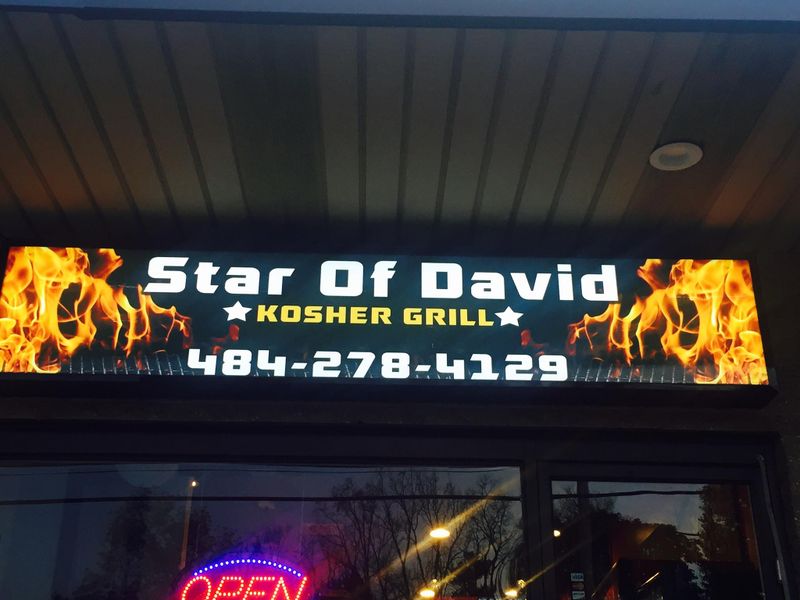 Star Of David
KOSHER GRILL
484-278-4129
OPEN